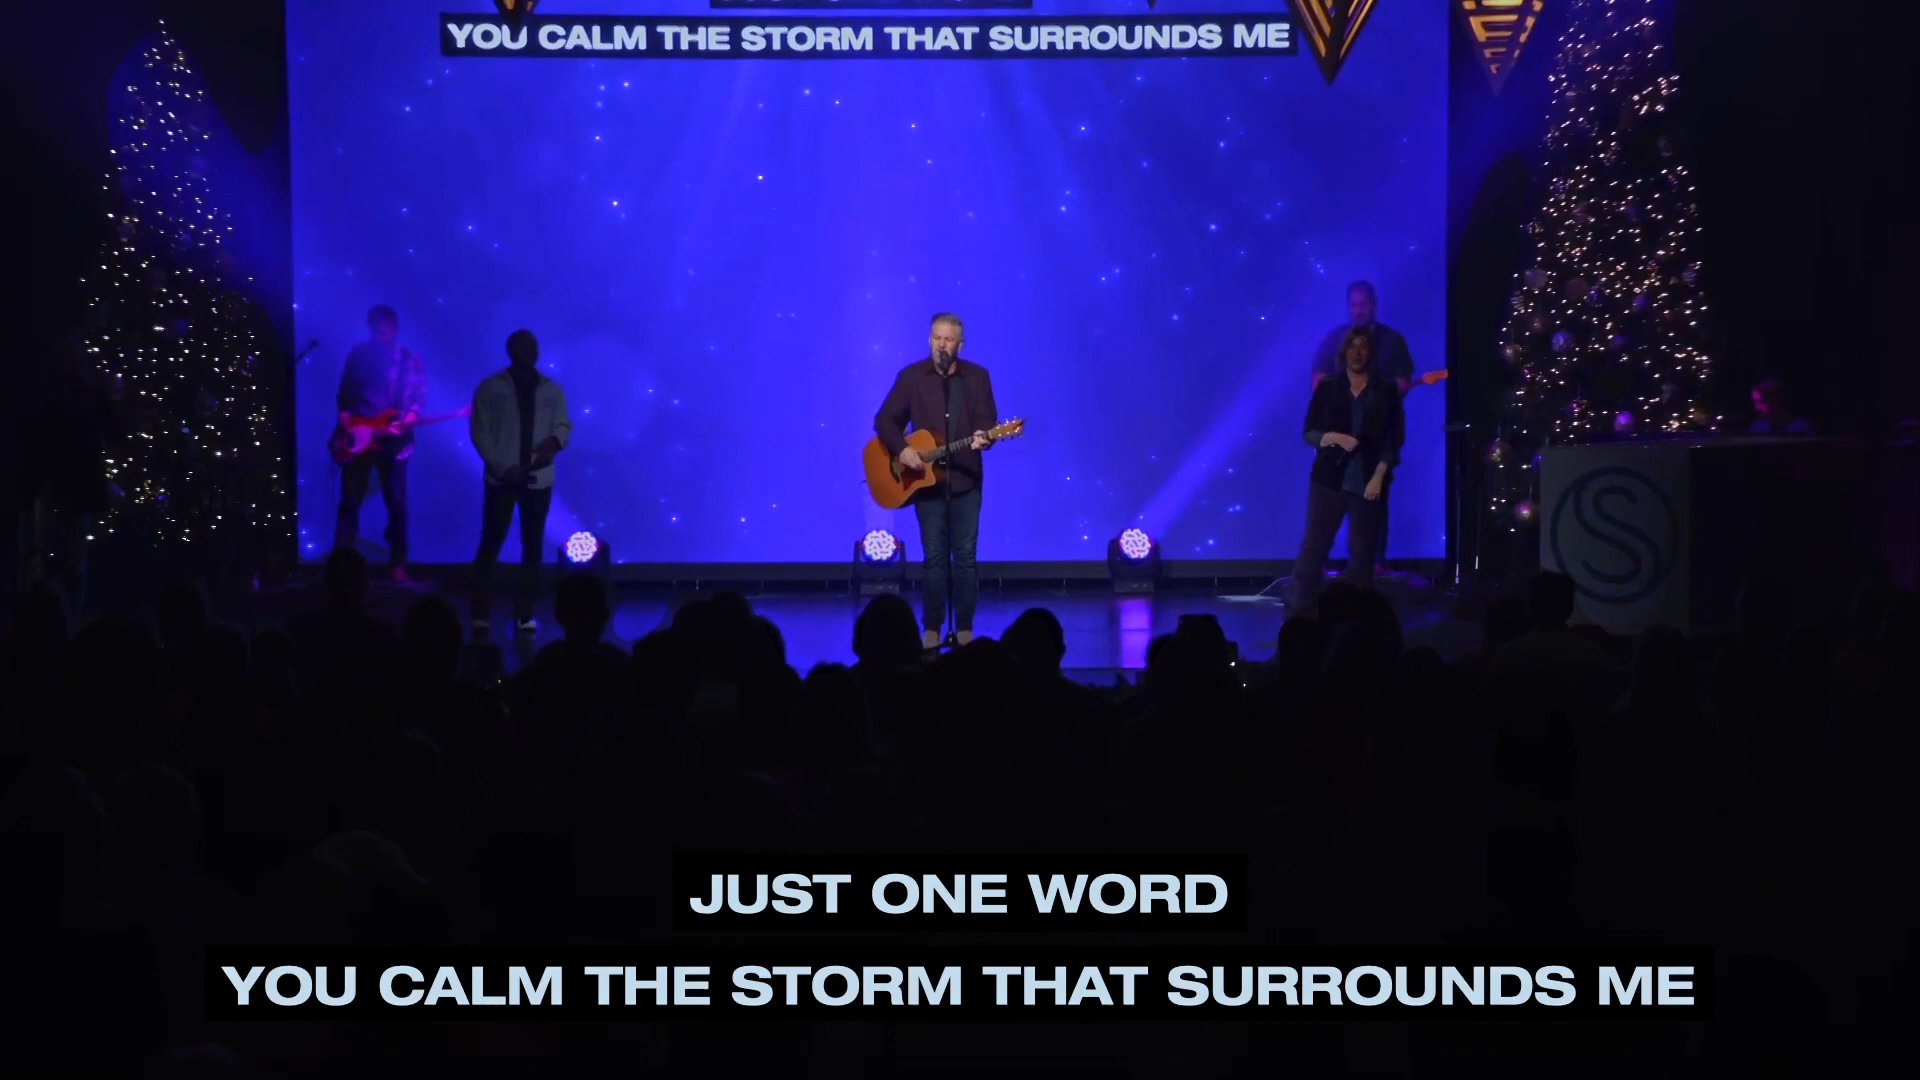 YOU CALM THE STORM THAT SURROUNDS ME
S
JUST ONE WORD
YOU CALM THE STORM THAT SURROUNDS ME